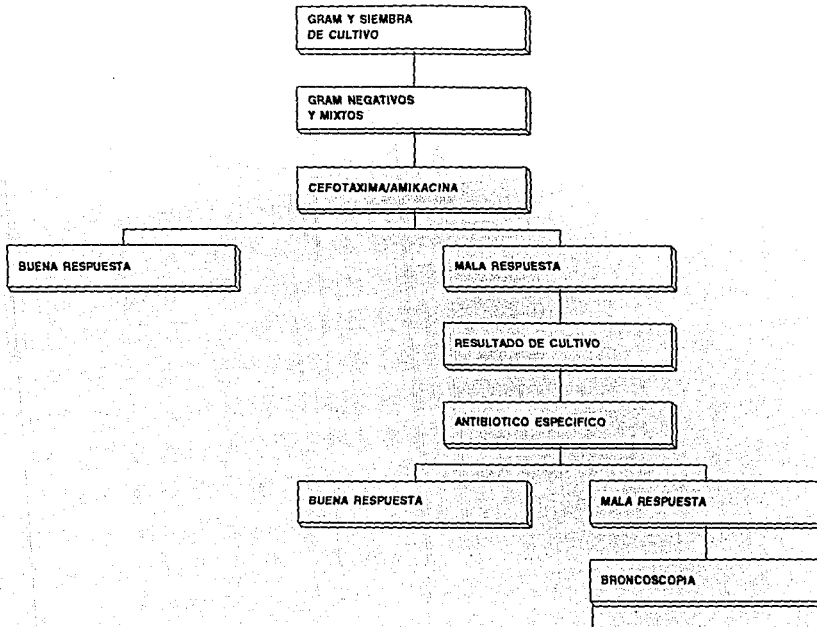 GRAM Y SIEMBRA
DE CULTIVO
GRAM NEGATIVOS
Y MIXTOS
CEFOTAXIMA/AMIKACINA
BUENA RESPUESTA
MALA RESPUESTA
RESULTADO DE CULTIVO
ANTIBIOTICO ESPECIFICO
BUENA RESPUESTA
MALA RESPUESTA
BRONCOSCOPIA